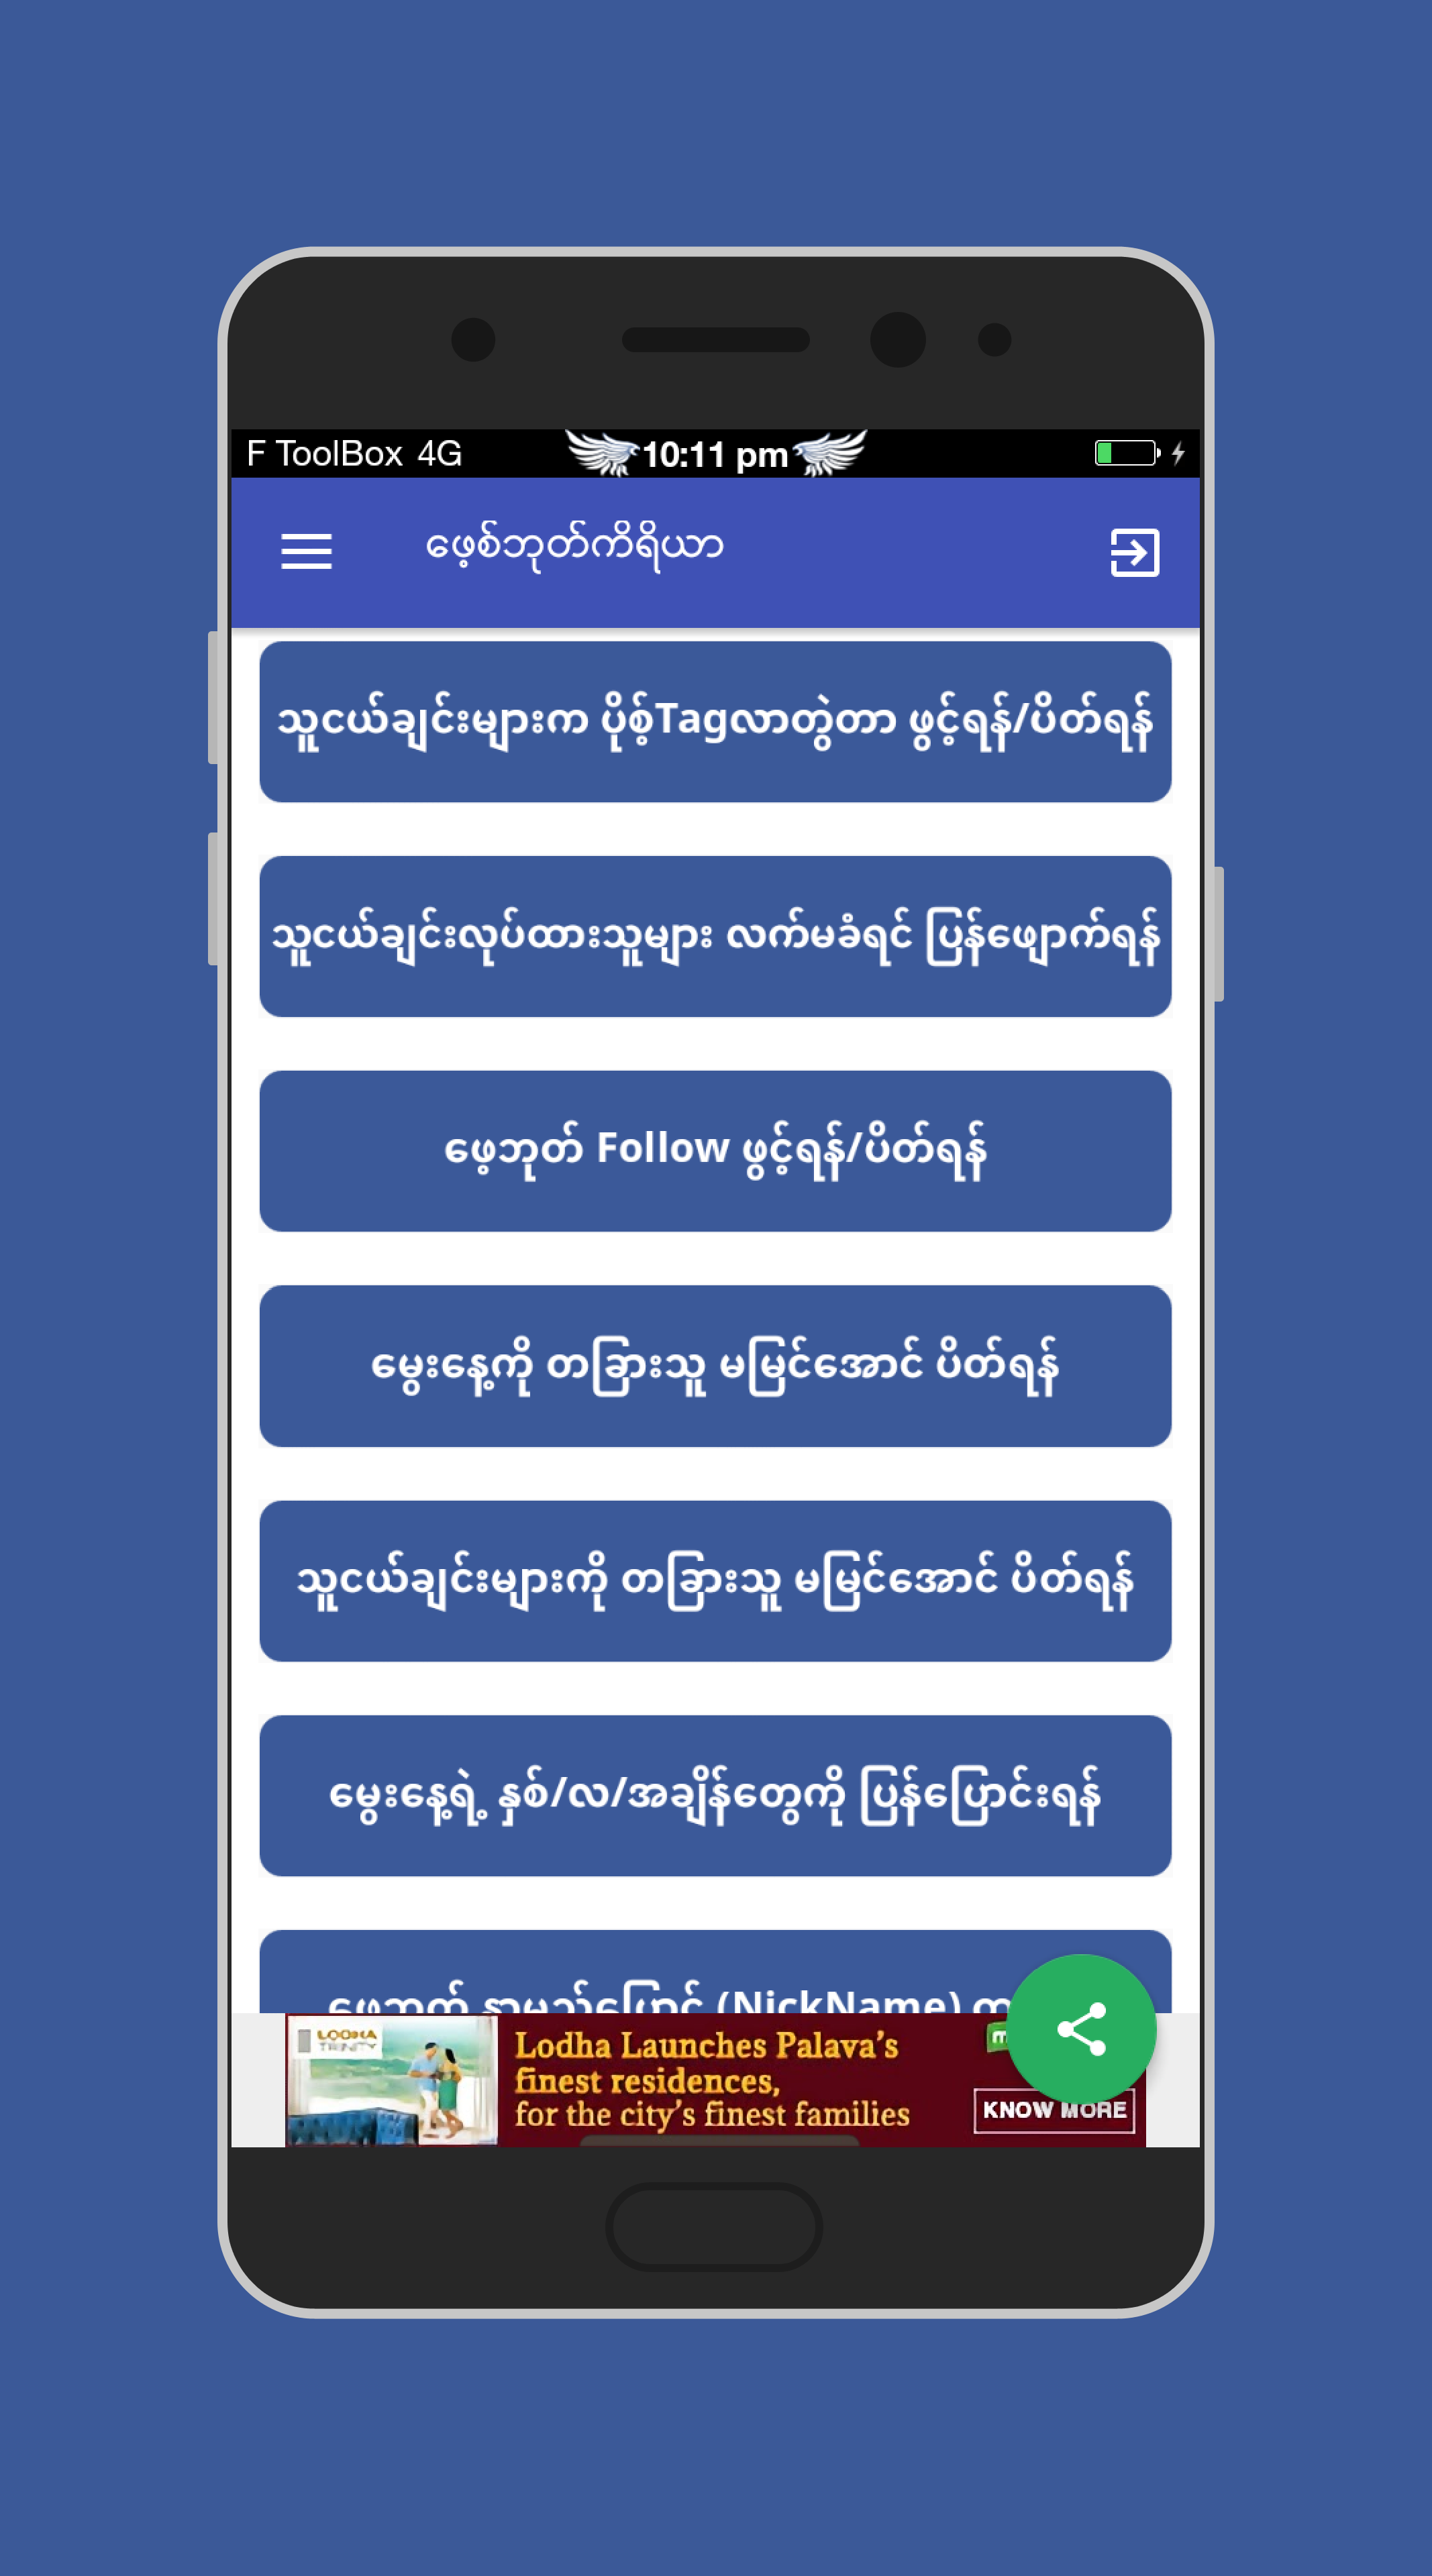 F ToolBox 4G
10:11 pm
ဖေ့စ်ဘုတ်ကိရိယာ
သူငယ်ချင်းများက ပိုစ့်Tagလာတွဲတာ ဖွင့်ရန်/ပိတ်ရန်
သူငယ်ချင်းလုပ်ထားသူများ လက်မခံရင် ပြန်ဖျောက်ရန်
ဖေ့ဘုတ် Follow ဖွင့်ရန်/ပိတ်ရန်
မွေးနေ့ကို တခြားသူ မမြင်အောင် ပိတ်ရန်
သူငယ်ချင်းများကို တခြားသူ မမြင်အောင် ပိတ်ရန်
မွေးနေ့ရဲ့ နှစ်/လ/အချိန်တွေကို ပြန်ပြောင်းရန်
(NickName)
LODHA
TRINITY
Lodha Launches Palava's
finest residences,
for the city's finest families
KNOW MORE